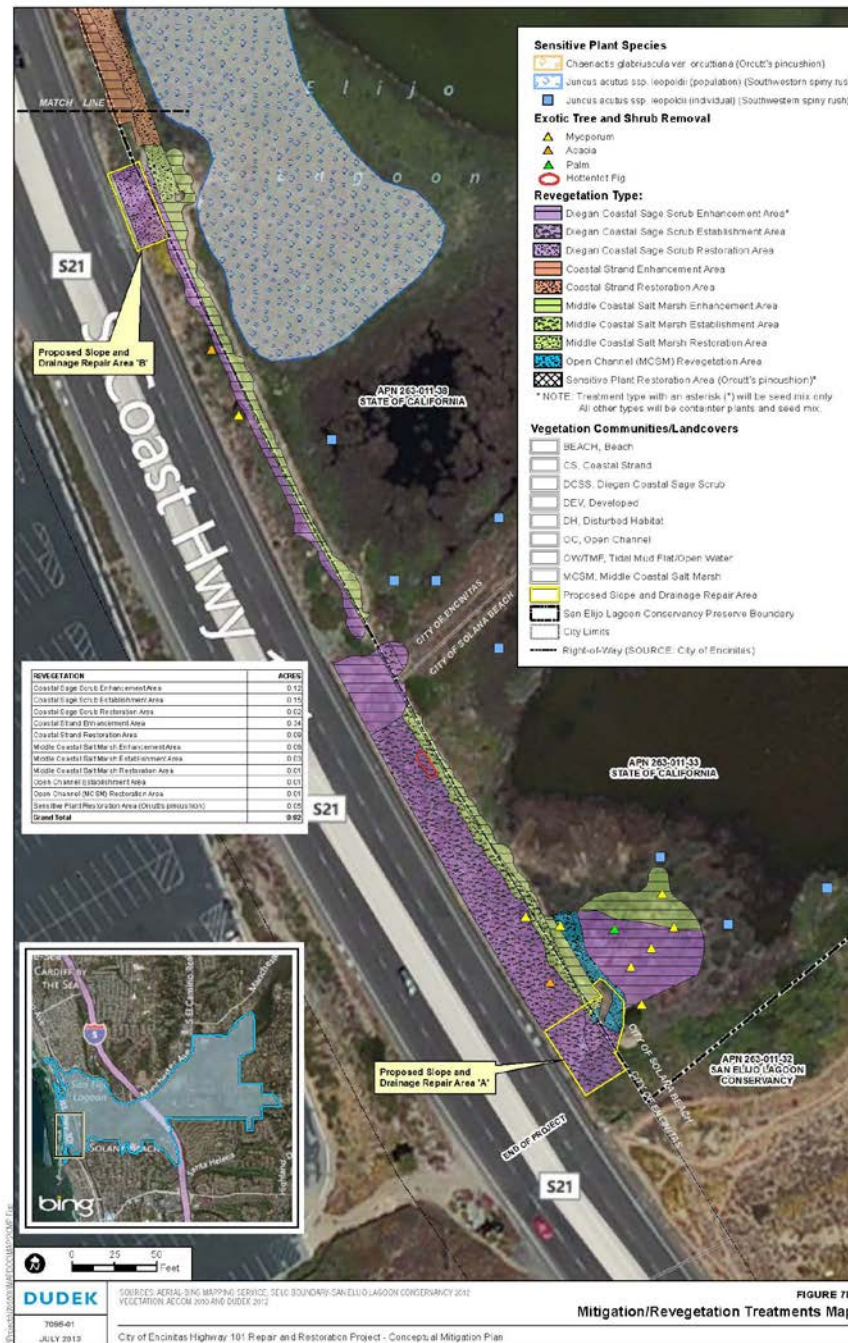 Sensitive Plant Species
Chaenactis glabriuscula var. orcuttiana (Orcutt's pincushion)
Juncus acutus ssp. leopoldii (population) (Southwestern spiny rush
Juncus acutus ssp. leopoldii (individual) (Southwestern spiny rush)
Exotic Tree and Shrub Removal
Myoporum
Acacia
Palm
Hottentot Fig
Revegetation Type:
Diegan Coastal Sage Scrub Enhancement Area*
Diegan Coastal Sage Scrub Establishment Area
Diegan Coastal Sage Scrub Restoration Area
Coastal Strand Enhancement Area
Coastal Strand Restoration Area
Middle Coastal Salt Marsh Enhancement Area
Middle Coastal Salt Marsh Establishment Area
Middle Coastal Salt Marsh Restoration Area
Open Channel (MCSM) Revegetation Area
Sensitive Plant Restoration Area (Orcutt's pincushion)*
* NOTE: Treatment type with an asterisk (*) will be seed mix only.
All other types will be containter plants and seed mix.
Vegetation Communities/Landcovers
BEACH, Beach
CS, Coastal Strand
DCSS, Diegan Coastal Sage Scrub
DEV, Developed
DH, Disturbed Habitat
OC, Open Channel
OW/TMF, Tidal Mud Flat/Open Water
MCSM, Middle Coastal Salt Marsh
Proposed Slope and Drainage Repair Area
San Elijo Lagoon Conservancy Preserve Boundary
City Limits
Right-of-Way (SOURCE: City of Encinitas)
Elijo
Lagoon
MATCH LINE
S21
Proposed Slope and
Drainage Repair Area 'B'
APN 263-011-38
STATE OF CALIFORNIA
S Coast Hwy
CITY OF ENCINITAS
CITY OF SOLANA BEACH
REVEGETATION ACRES
Coastal Sage Scrub Enhancement Area 0.12
Coastal Sage Scrub Establishment Area 0.15
Coastal Sage Scrub Restoration Area 0.02
Coastal Strand Enhancement Area 0.34
Coastal Strand Restoration Area 0.09
Middle Coastal Salt Marsh Enhancement Area 0.08
Middle Coastal Salt Marsh Establishment Area 0.03
Middle Coastal Salt Marsh Restoration Area 0.01
Open Channel Establishment Area 0.01
Open Channel (MCSM) Restoration Area 0.01
Sensitive Plant Restoration Area (Orcutt's pincushion) 0.05
Grand Total 0.92
S21
APN 263-011-33
STATE OF CALIFORNIA
Proposed Slope and
Drainage Repair Area 'A'
CITY OF SOLANA BEACH
CITY OF ENCINITAS
APN 263-011-32
SAN ELIJO LAGOON
CONSERVANCY
END OF PROJECT
S21
CARDIFF BY
THE SEA
S El Camino Real
Manchester Ave
San Elijo
Lagoon
SOLANA BEACH
Santa Helena
bing
0 25 50
Feet
DUDEK
7098-01
JULY 2013
SOURCES: AERIAL-BING MAPPING SERVICE; SELC BOUNDARY-SAN ELIJO LAGOON CONSERVANCY 2012
VEGETATION: AECOM 2010 AND DUDEK 2012
City of Encinitas Highway 101 Repair and Restoration Project - Conceptual Mitigation Plan
Mitigation/Revegetation Treatments Map